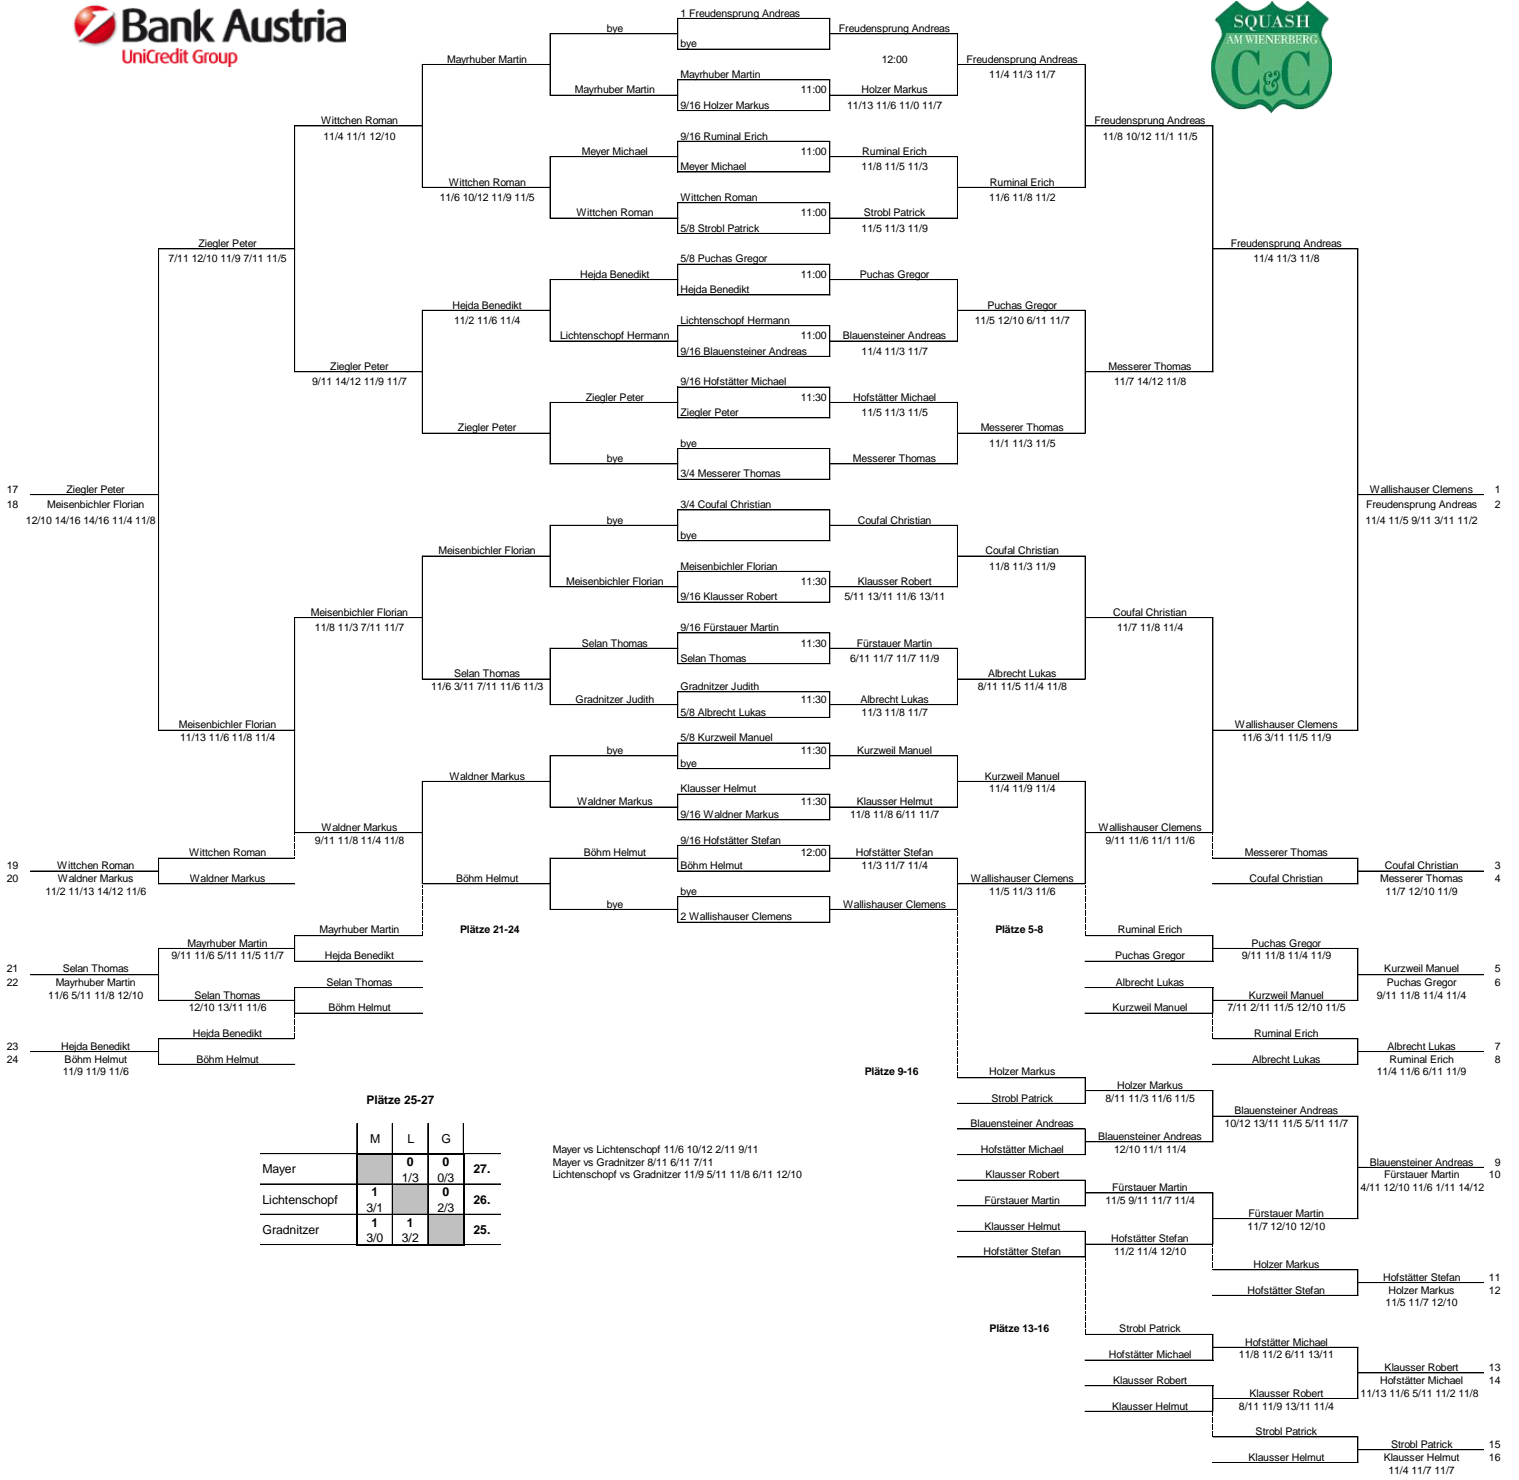 Bank Austria
UniCredit Group
SQUASH
AM WIENERBERG
C&C
1 Freudensprung Andreas
bye
bye
Freudensprung Andreas
12:00
Mayrhuber Martin
Freudensprung Andreas
11/4 11/3 11/7
Mayrhuber Martin
11:00
9/16 Holzer Markus
Mayrhuber Martin
Holzer Markus
11/13 11/6 11/0 11/7
Wittchen Roman
11/4 11/1 12/10
Freudensprung Andreas
11/8 10/12 11/1 11/5
9/16 Ruminal Erich
11:00
Meyer Michael
Meyer Michael
Ruminal Erich
11/8 11/5 11/3
Wittchen Roman
11/6 10/12 11/9 11/5
Ruminal Erich
11/6 11/8 11/2
Wittchen Roman
11:00
5/8 Strobl Patrick
Wittchen Roman
Strobl Patrick
11/5 11/3 11/9
Ziegler Peter
7/11 12/10 11/9 7/11 11/5
Freudensprung Andreas
11/4 11/3 11/8
5/8 Puchas Gregor
11:00
Hejda Benedikt
Hejda Benedikt
Puchas Gregor
Hejda Benedikt
11/2 11/6 11/4
Puchas Gregor
11/5 12/10 6/11 11/7
Lichtenschopf Hermann
11:00
9/16 Blauensteiner Andreas
Lichtenschopf Hermann
Blauensteiner Andreas
11/4 11/3 11/7
Ziegler Peter
9/11 14/12 11/9 11/7
Messerer Thomas
11/7 14/12 11/8
9/16 Hofstätter Michael
11:30
Ziegler Peter
Ziegler Peter
Hofstätter Michael
11/5 11/3 11/5
Ziegler Peter
Messerer Thomas
11/1 11/3 11/5
bye
3/4 Messerer Thomas
bye
Messerer Thomas
17 Ziegler Peter
18 Meisenbichler Florian
12/10 14/16 14/16 11/4 11/8
Wallishauser Clemens 1
Freudensprung Andreas 2
11/4 11/5 9/11 3/11 11/2
3/4 Coufal Christian
bye
bye
Coufal Christian
Meisenbichler Florian
Coufal Christian
11/8 11/3 11/9
Meisenbichler Florian
11:30
9/16 Klausser Robert
Meisenbichler Florian
Klausser Robert
5/11 13/11 11/6 13/11
Meisenbichler Florian
11/8 11/3 7/11 11/7
Coufal Christian
11/7 11/8 11/4
9/16 Fürstauer Martin
11:30
Selan Thomas
Selan Thomas
Fürstauer Martin
6/11 11/7 11/7 11/9
Selan Thomas
11/6 3/11 7/11 11/6 11/3
Albrecht Lukas
8/11 11/5 11/4 11/8
Gradnitzer Judith
11:30
5/8 Albrecht Lukas
Gradnitzer Judith
Albrecht Lukas
11/3 11/8 11/7
Meisenbichler Florian
11/13 11/6 11/8 11/4
Wallishauser Clemens
11/6 3/11 11/5 11/9
5/8 Kurzweil Manuel
11:30
bye
bye
Kurzweil Manuel
Waldner Markus
Kurzweil Manuel
11/4 11/9 11/4
Klausser Helmut
11:30
9/16 Waldner Markus
Waldner Markus
Klausser Helmut
11/8 11/8 6/11 11/7
Waldner Markus
9/11 11/8 11/4 11/8
Wallishauser Clemens
9/11 11/6 11/1 11/6
9/16 Hofstätter Stefan
12:00
Böhm Helmut
Böhm Helmut
Hofstätter Stefan
11/3 11/7 11/4
Böhm Helmut
Wallishauser Clemens
11/5 11/3 11/6
bye
2 Wallishauser Clemens
bye
Wallishauser Clemens
Wittchen Roman
Waldner Markus
19 Wittchen Roman
20 Waldner Markus
11/2 11/13 14/12 11/6
Messerer Thomas
Coufal Christian
Coufal Christian 3
Messerer Thomas 4
11/7 12/10 11/9
Plätze 21-24
Mayrhuber Martin
Hejda Benedikt
Mayrhuber Martin
9/11 11/6 5/11 11/5 11/7
21 Selan Thomas
22 Mayrhuber Martin
11/6 5/11 11/8 12/10
Selan Thomas
Böhm Helmut
Selan Thomas
12/10 13/11 11/6
Hejda Benedikt
Böhm Helmut
23 Hejda Benedikt
24 Böhm Helmut
11/9 11/9 11/6
Plätze 5-8
Ruminal Erich
Puchas Gregor
Puchas Gregor
9/11 11/8 11/4 11/9
Kurzweil Manuel 5
Puchas Gregor 6
9/11 11/8 11/4 11/4
Albrecht Lukas
Kurzweil Manuel
Kurzweil Manuel
7/11 2/11 11/5 12/10 11/5
Ruminal Erich
Albrecht Lukas
Albrecht Lukas 7
Ruminal Erich 8
11/4 11/6 6/11 11/9
Plätze 9-16
Holzer Markus
Strobl Patrick
Holzer Markus
8/11 11/3 11/6 11/5
Blauensteiner Andreas
10/12 13/11 11/5 5/11 11/7
Blauensteiner Andreas
Hofstätter Michael
Blauensteiner Andreas
12/10 11/1 11/4
Blauensteiner Andreas 9
Fürstauer Martin 10
4/11 12/10 11/6 1/11 14/12
Klausser Robert
Fürstauer Martin
Fürstauer Martin
11/5 9/11 11/7 11/4
Fürstauer Martin
11/7 12/10 12/10
Klausser Helmut
Hofstätter Stefan
Hofstätter Stefan
11/2 11/4 12/10
Holzer Markus
Hofstätter Stefan
Hofstätter Stefan 11
Holzer Markus 12
11/5 11/7 12/10
Plätze 25-27
M L G
Mayer 0 1/3 0 0/3 27.
Lichtenschopf 1 3/1 0 2/3 26.
Gradnitzer 1 3/0 1 3/2 25.
Mayer vs Lichtenschopf 11/6 10/12 2/11 9/11
Mayer vs Gradnitzer 8/11 6/11 7/11
Lichtenschopf vs Gradnitzer 11/9 5/11 11/8 6/11 12/10
Plätze 13-16
Strobl Patrick
Hofstätter Michael
Hofstätter Michael
11/8 11/2 6/11 13/11
Klausser Robert 13
Hofstätter Michael 14
11/13 11/6 5/11 11/2 11/8
Klausser Robert
Klausser Helmut
Klausser Robert
8/11 11/9 13/11 11/4
Strobl Patrick
Klausser Helmut
Strobl Patrick 15
Klausser Helmut 16
11/4 11/7 11/7